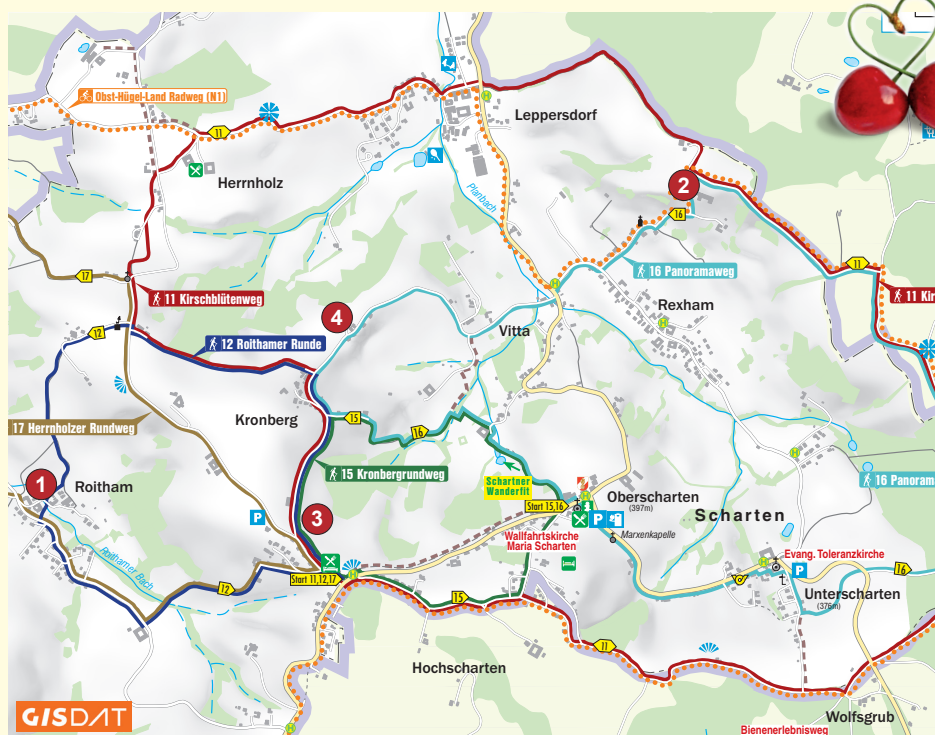 Obst-Hügel-Land Radweg (N1)
11
Herrnholz
Leppersdorf
Planbach
2
16
16 Panoramaweg
11
17
11 Kirschblütenweg
11 Kir
Rexham
4
12
12 Roithamer Runde
Vitta
Kronberg
15
16
17 Herrnholzer Rundweg
15 Kronbergrundweg
16 Panoram
1
Roitham
Schartner
Wanderfit
Start 15,16
Oberscharten
(397m)
Scharten
3
P
P
Wallfahrtskirche
Maria Scharten
Marxenkapelle
Evang. Toleranzkirche
P
16
Roithamer Bach
Start 11,12,17
12
Unterscharten
(376m)
15
11
Hochscharten
Wolfsgrub
Bienenerlebnisweg
GISDAT
H
H
H
H
H
H
H
H
H